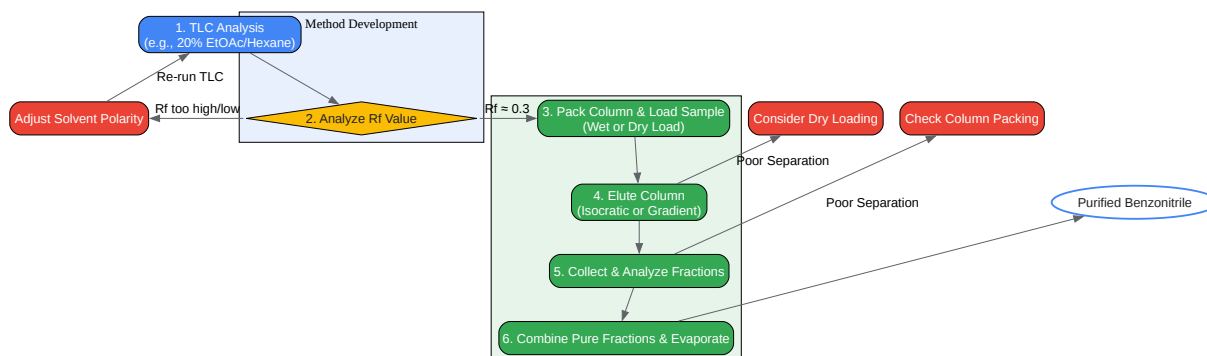 1. TLC Analysis
(e.g., 20% EtOAc/Hexane)
Method Development
Re-run TLC
Adjust Solvent Polarity
Rf too high/low
2. Analyze Rf Value
Rf ≈ 0.3
3. Pack Column & Load Sample
(Wet or Dry Load)
Consider Dry Loading
Check Column Packing
Poor Separation
4. Elute Column
(Isocratic or Gradient)
Poor Separation
Purified Benzonitrile
5. Collect & Analyze Fractions
6. Combine Pure Fractions & Evaporate